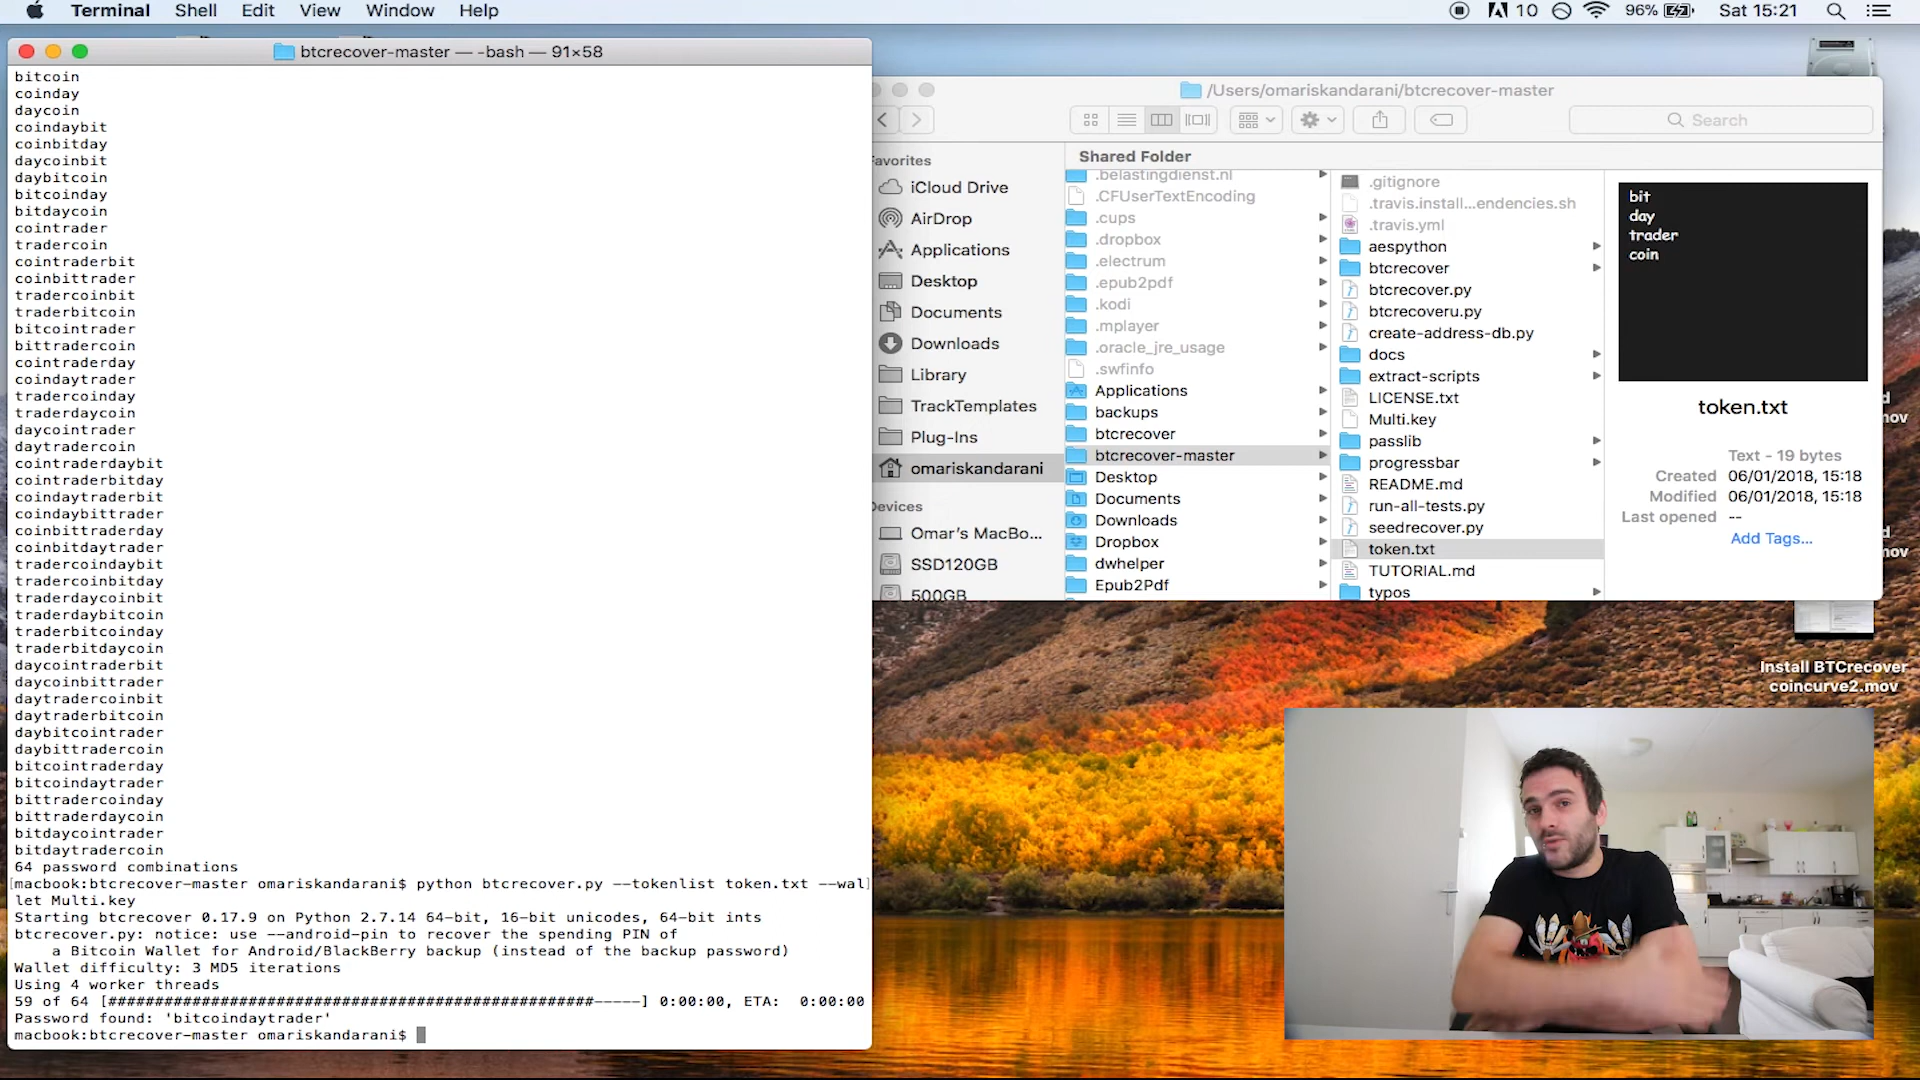 Terminal Shell Edit View Window Help
10 96% Sat 15:21
btcrecover-master — -bash — 91×58
bitcoin
coinday
daycoin
coindaybit
coinbitday
daycoinbit
daybitcoin
bitcoinday
bitdaycoin
cointrader
tradercoin
cointraderbit
coinbittrader
tradercoinbit
traderbitcoin
bitcointrader
bittradercoin
cointraderday
coindaytrader
tradercoinday
traderdaycoin
daycointrader
daytradercoin
cointraderdaybit
cointraderbitday
coindaytraderbit
coindaybittrader
coinbittraderday
coinbitdaytrader
tradercoindaybit
tradercoinbitday
traderdaycoinbit
traderdaybitcoin
traderbitcoinday
traderbitdaycoin
daycointraderbit
daycoinbittrader
daytradercoinbit
daytraderbitcoin
daybitcointrader
daybittradercoin
bitcointraderday
bitcoindaytrader
bittradercoinday
bittraderdaycoin
bitdaycointrader
bitdaytradercoin
64 password combinations
[macbook:btcrecover-master omariskandarani$ python btcrecover.py --tokenlist token.txt --wal]
let Multi.key
Starting btcrecover 0.17.9 on Python 2.7.14 64-bit, 16-bit unicodes, 64-bit ints
btcrecover.py: notice: use --android-pin to recover the spending PIN of
a Bitcoin Wallet for Android/BlackBerry backup (instead of the backup password)
Wallet difficulty: 3 MD5 iterations
Using 4 worker threads
59 of 64 [####################################################-----] 0:00:00, ETA: 0:00:00
Password found: 'bitcoindaytrader'
macbook:btcrecover-master omariskandarani$
/Users/omariskandarani/btcrecover-master
Search
Favorites
iCloud Drive
AirDrop
Applications
Desktop
Documents
Downloads
Library
TrackTemplates
Plug-Ins
omariskandarani
Devices
Omar's MacBo...
SSD120GB
500GB
Shared Folder
.belastingdienst.nl
.CFUserTextEncoding
.cups
.dropbox
.electrum
.epub2pdf
.kodi
.mplayer
.oracle_jre_usage
.swfinfo
Applications
backups
btcrecover
btcrecover-master
Desktop
Documents
Downloads
Dropbox
dwhelper
Epub2Pdf
.gitignore
.travis.install...endencies.sh
.travis.yml
aespython
btcrecover
btcrecover.py
btcrecoveru.py
create-address-db.py
docs
extract-scripts
LICENSE.txt
Multi.key
passlib
progressbar
README.md
run-all-tests.py
seedrecover.py
token.txt
TUTORIAL.md
typos
bit
day
trader
coin
token.txt
Text - 19 bytes
Created 06/01/2018, 15:18
Modified 06/01/2018, 15:18
Last opened --
Add Tags...
Install BTCrecover
coincurve2.mov